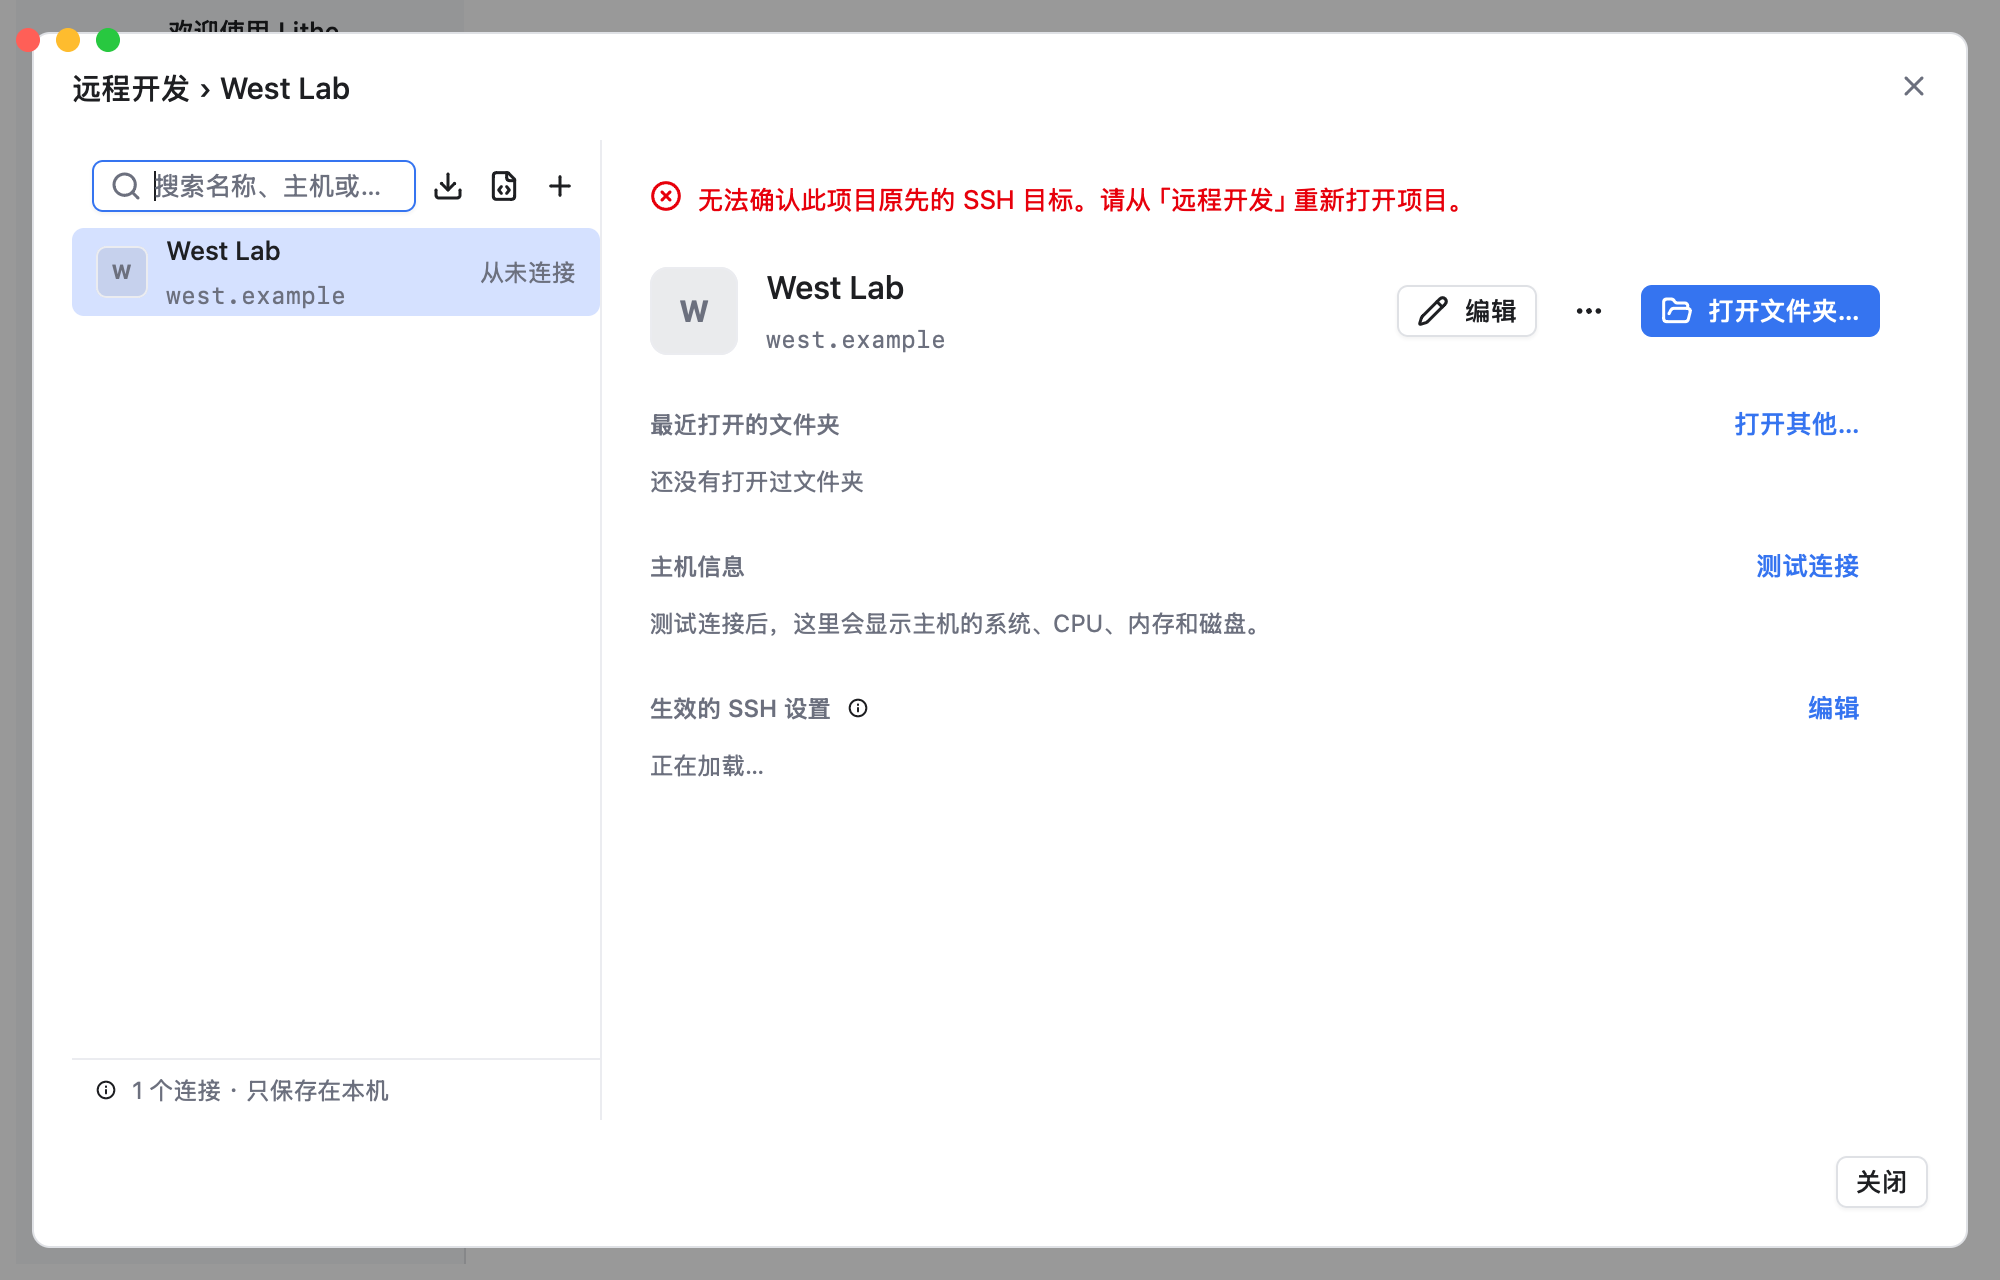 欢迎使用 Litho
远程开发 › West Lab
搜索名称、主机或...
W
West Lab
west.example
从未连接
无法确认此项目原先的 SSH 目标。请从「远程开发」重新打开项目。
W
West Lab
west.example
编辑
打开文件夹...
最近打开的文件夹
打开其他...
还没有打开过文件夹
主机信息
测试连接
测试连接后，这里会显示主机的系统、CPU、内存和磁盘。
生效的 SSH 设置
编辑
正在加载...
1 个连接 · 只保存在本机
关闭